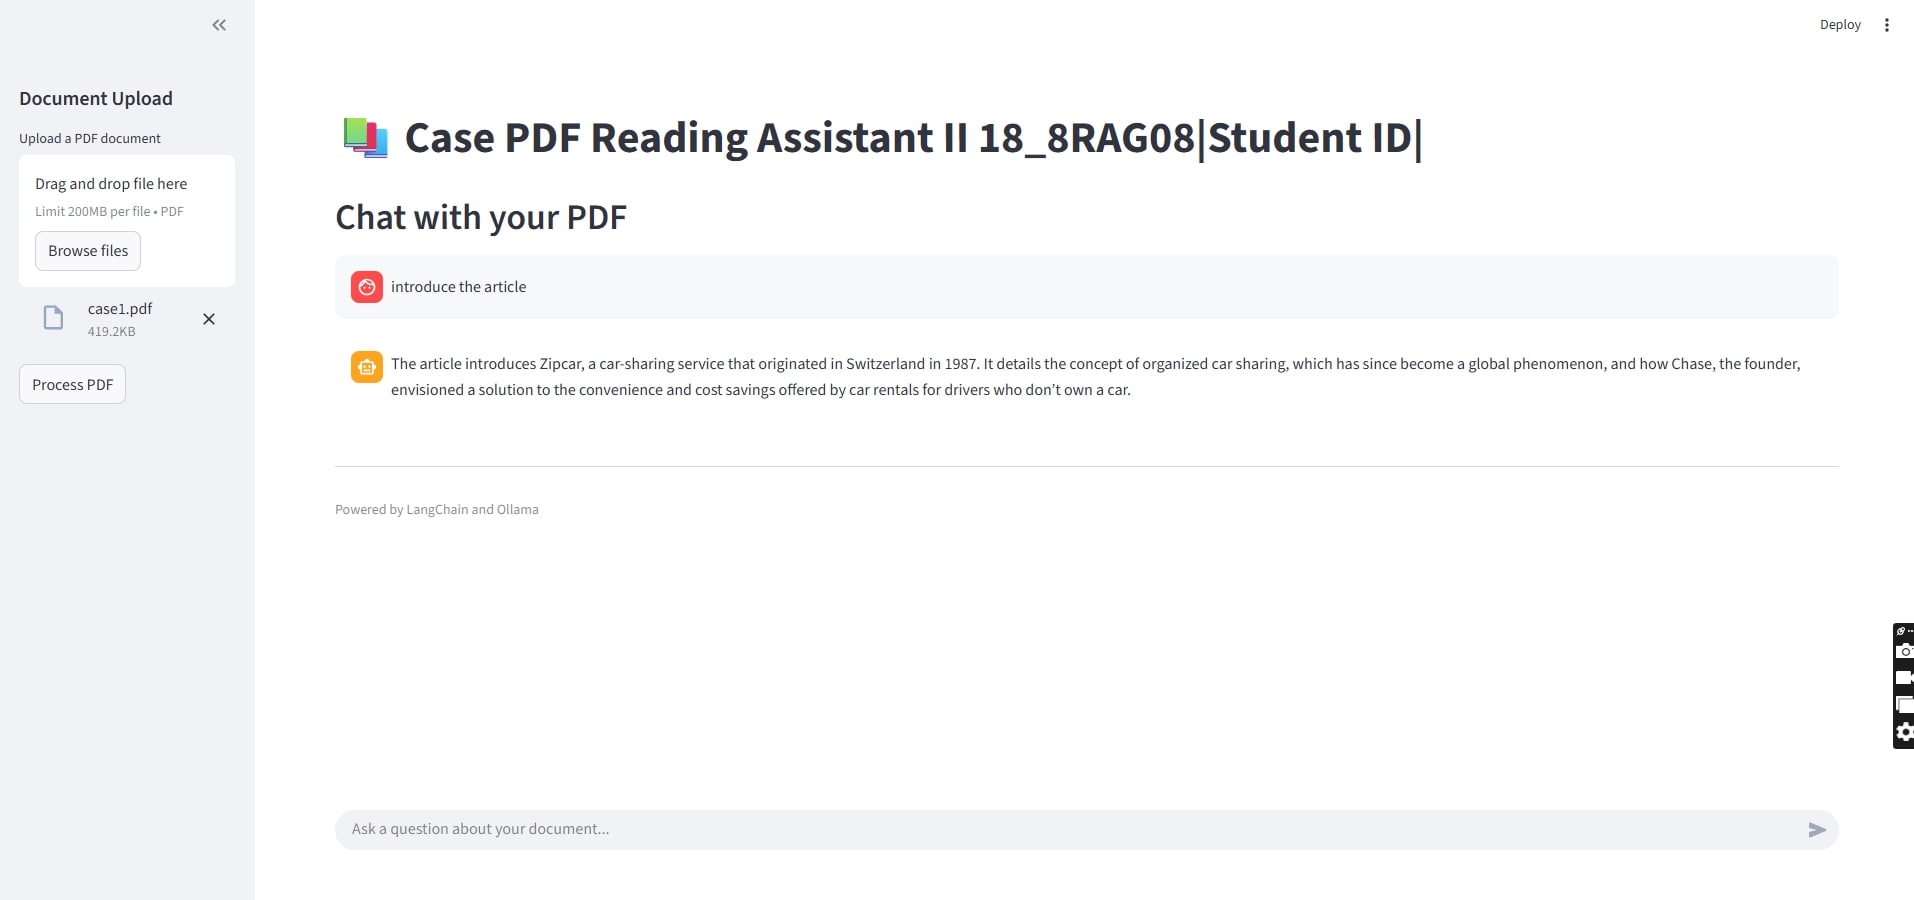 Deploy
Document Upload
Upload a PDF document
Drag and drop file here
Limit 200MB per file • PDF
Browse files
case1.pdf
419.2KB
Process PDF
Case PDF Reading Assistant II 18_8RAG08|Student ID|
Chat with your PDF
introduce the article
The article introduces Zipcar, a car-sharing service that originated in Switzerland in 1987. It details the concept of organized car sharing, which has since become a global phenomenon, and how Chase, the founder,
envisioned a solution to the convenience and cost savings offered by car rentals for drivers who don’t own a car.
Powered by LangChain and Ollama
Ask a question about your document...